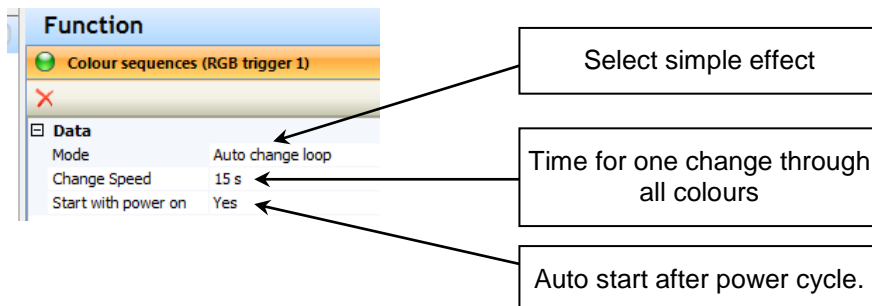 Function
Colour sequences (RGB trigger 1)
Data
Mode Auto change loop
Change Speed 15 s
Start with power on Yes
Select simple effect
Time for one change through
all colours
Auto start after power cycle.